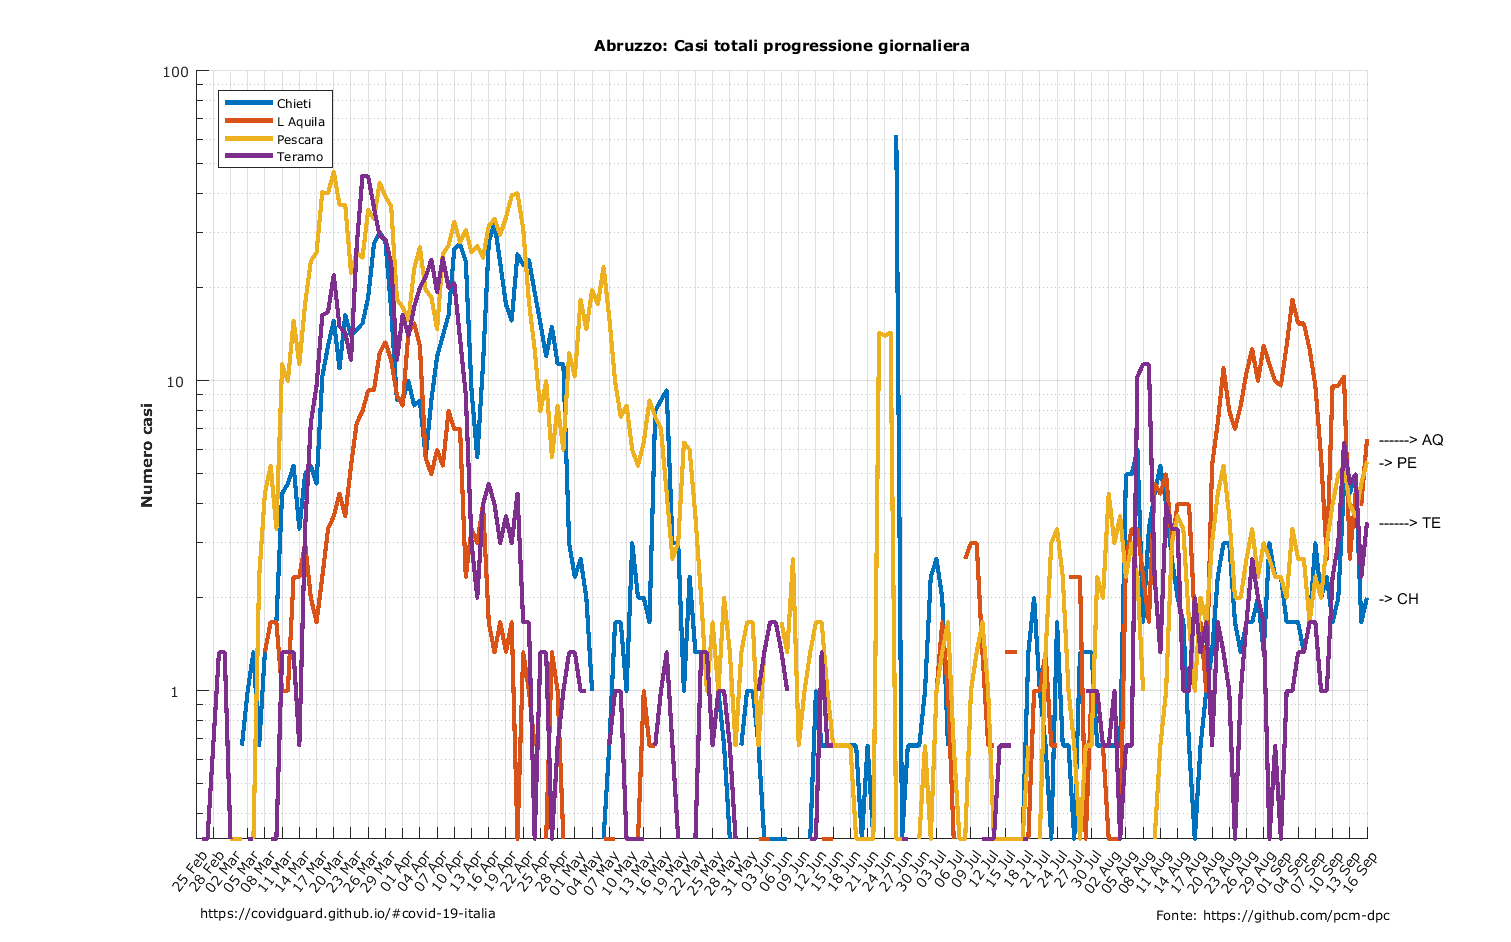 Abruzzo: Casi totali progressione giornaliera
Numero casi
100
10
1
Chieti
L Aquila
Pescara
Teramo
------> AQ
-> PE
------> TE
-> CH
25 Feb
28 Feb
02 Mar
05 Mar
08 Mar
11 Mar
14 Mar
17 Mar
20 Mar
23 Mar
26 Mar
29 Mar
01 Apr
04 Apr
07 Apr
10 Apr
13 Apr
16 Apr
19 Apr
22 Apr
25 Apr
28 Apr
01 May
04 May
07 May
10 May
13 May
16 May
19 May
22 May
25 May
28 May
31 May
03 Jun
06 Jun
09 Jun
12 Jun
15 Jun
18 Jun
21 Jun
24 Jun
27 Jun
30 Jun
03 Jul
06 Jul
09 Jul
12 Jul
15 Jul
18 Jul
21 Jul
24 Jul
27 Jul
30 Jul
02 Aug
05 Aug
08 Aug
11 Aug
14 Aug
17 Aug
20 Aug
23 Aug
26 Aug
29 Aug
01 Sep
04 Sep
07 Sep
10 Sep
13 Sep
16 Sep
https://covidguard.github.io/#covid-19-italia
Fonte: https://github.com/pcm-dpc